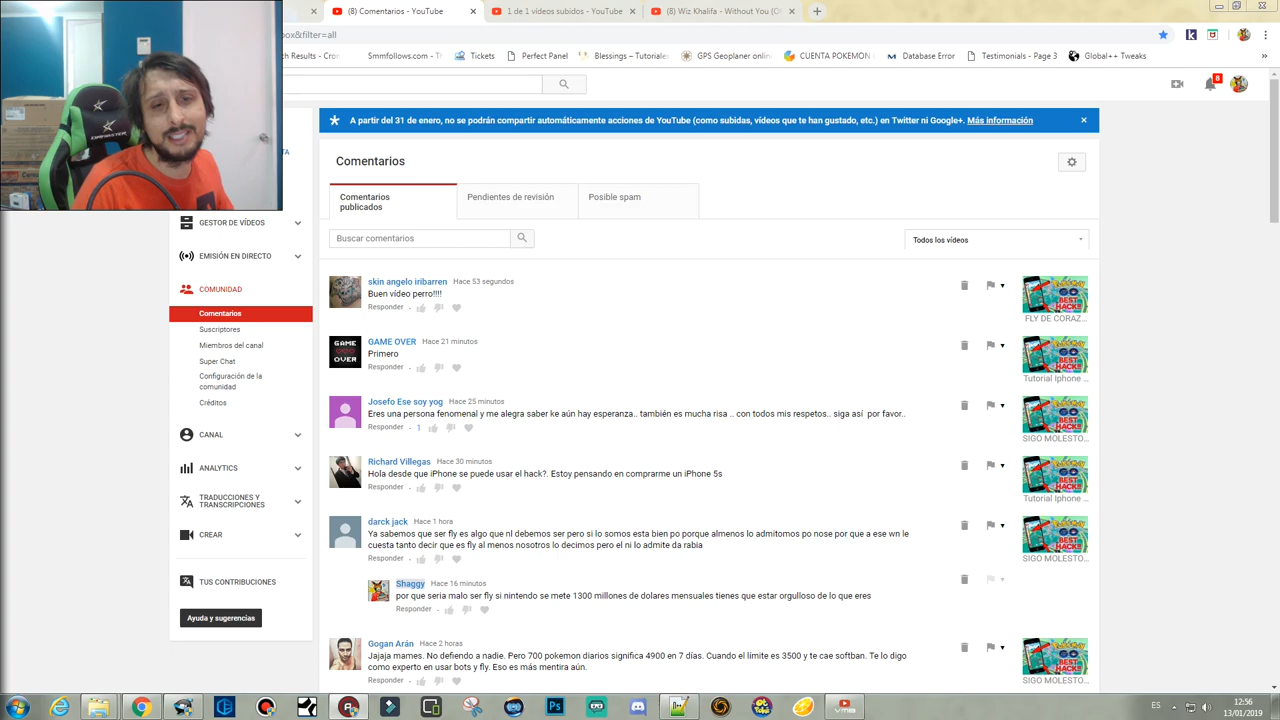 (8) Comentarios - YouTube
1 de 1 vídeos subidos - YouTube
(8) Wiz Khalifa - Without You (C
box&filter=all
ch Results - Cron
Smmfollows.com -
Tickets
Perfect Panel
Blessings – Tutoriales
GPS Geoplaner online
CUENTA POKEMON
Database Error
Testimonials - Page 3
Global++ Tweaks
»
8
A partir del 31 de enero, no se podrán compartir automáticamente acciones de YouTube (como subidas, vídeos que te han gustado, etc.) en Twitter ni Google+. Más información
Comentarios
Comentarios publicados
Pendientes de revisión
Posible spam
Buscar comentarios
Todos los vídeos
GESTOR DE VÍDEOS
EMISIÓN EN DIRECTO
COMUNIDAD
Comentarios
Suscriptores
Miembros del canal
Super Chat
Configuración de la
comunidad
Créditos
CANAL
ANALYTICS
TRADUCCIONES Y
TRANSCRIPCIONES
CREAR
TUS CONTRIBUCIONES
Ayuda y sugerencias
skin angelo iribarren Hace 53 segundos
Buen vídeo perro!!!!
Responder
FLY DE CORAZ...
GAME OVER Hace 21 minutos
Primero
Responder
Tutorial Iphone ...
Josefo Ese soy yog Hace 25 minutos
Eres una persona fenomenal y me alegra saber ke aún hay esperanza.. también es mucha risa .. con todos mis respetos.. siga así por favor..
Responder - 1
SIGO MOLESTO...
Richard Villegas Hace 30 minutos
Hola desde que iPhone se puede usar el hack?. Estoy pensando en comprarme un iPhone 5s
Responder
Tutorial Iphone ...
darck jack Hace 1 hora
Ya sabemos que ser fly es algo que nl debemos ser pero si lo somos esta bien po porque almenos lo admitomos po nose por que a ese wn le
cuesta tanto decir que es fly al menos nosotros lo decimos pero el ni lo admite da rabia
Responder
SIGO MOLESTO...
Shaggy Hace 16 minutos
por que seria malo ser fly si nintendo se mete 1300 millones de dolares mensuales tienes que estar orgulloso de lo que eres
Responder
Gogan Arán Hace 2 horas
Jajaja mames. No defiendo a nadie. Pero 700 pokemon diarios significa 4900 en 7 días. Cuando el límite es 3500 y te cae softban. Te lo digo
como experto en usar bots y fly. Eso es más mentira aún.
Responder
SIGO MOLESTO...
ES
12:56
13/01/2019